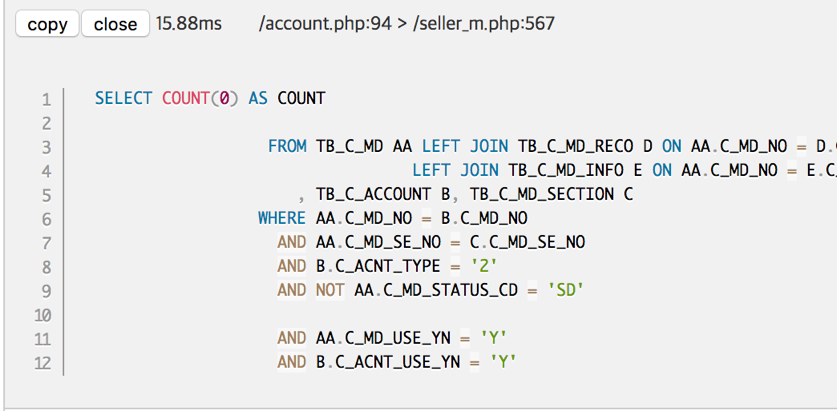 copy close 15.88ms /account.php:94 > /seller_m.php:567
1 SELECT COUNT(0) AS COUNT
2
3 FROM TB_C_MD AA LEFT JOIN TB_C_MD_RECO D ON AA.C_MD_NO = D.
4 LEFT JOIN TB_C_MD_INFO E ON AA.C_MD_NO = E.C_
5 , TB_C_ACCOUNT B, TB_C_MD_SECTION C
6 WHERE AA.C_MD_NO = B.C_MD_NO
7 AND AA.C_MD_SE_NO = C.C_MD_SE_NO
8 AND B.C_ACNT_TYPE = '2'
9 AND NOT AA.C_MD_STATUS_CD = 'SD'
10
11 AND AA.C_MD_USE_YN = 'Y'
12 AND B.C_ACNT_USE_YN = 'Y'